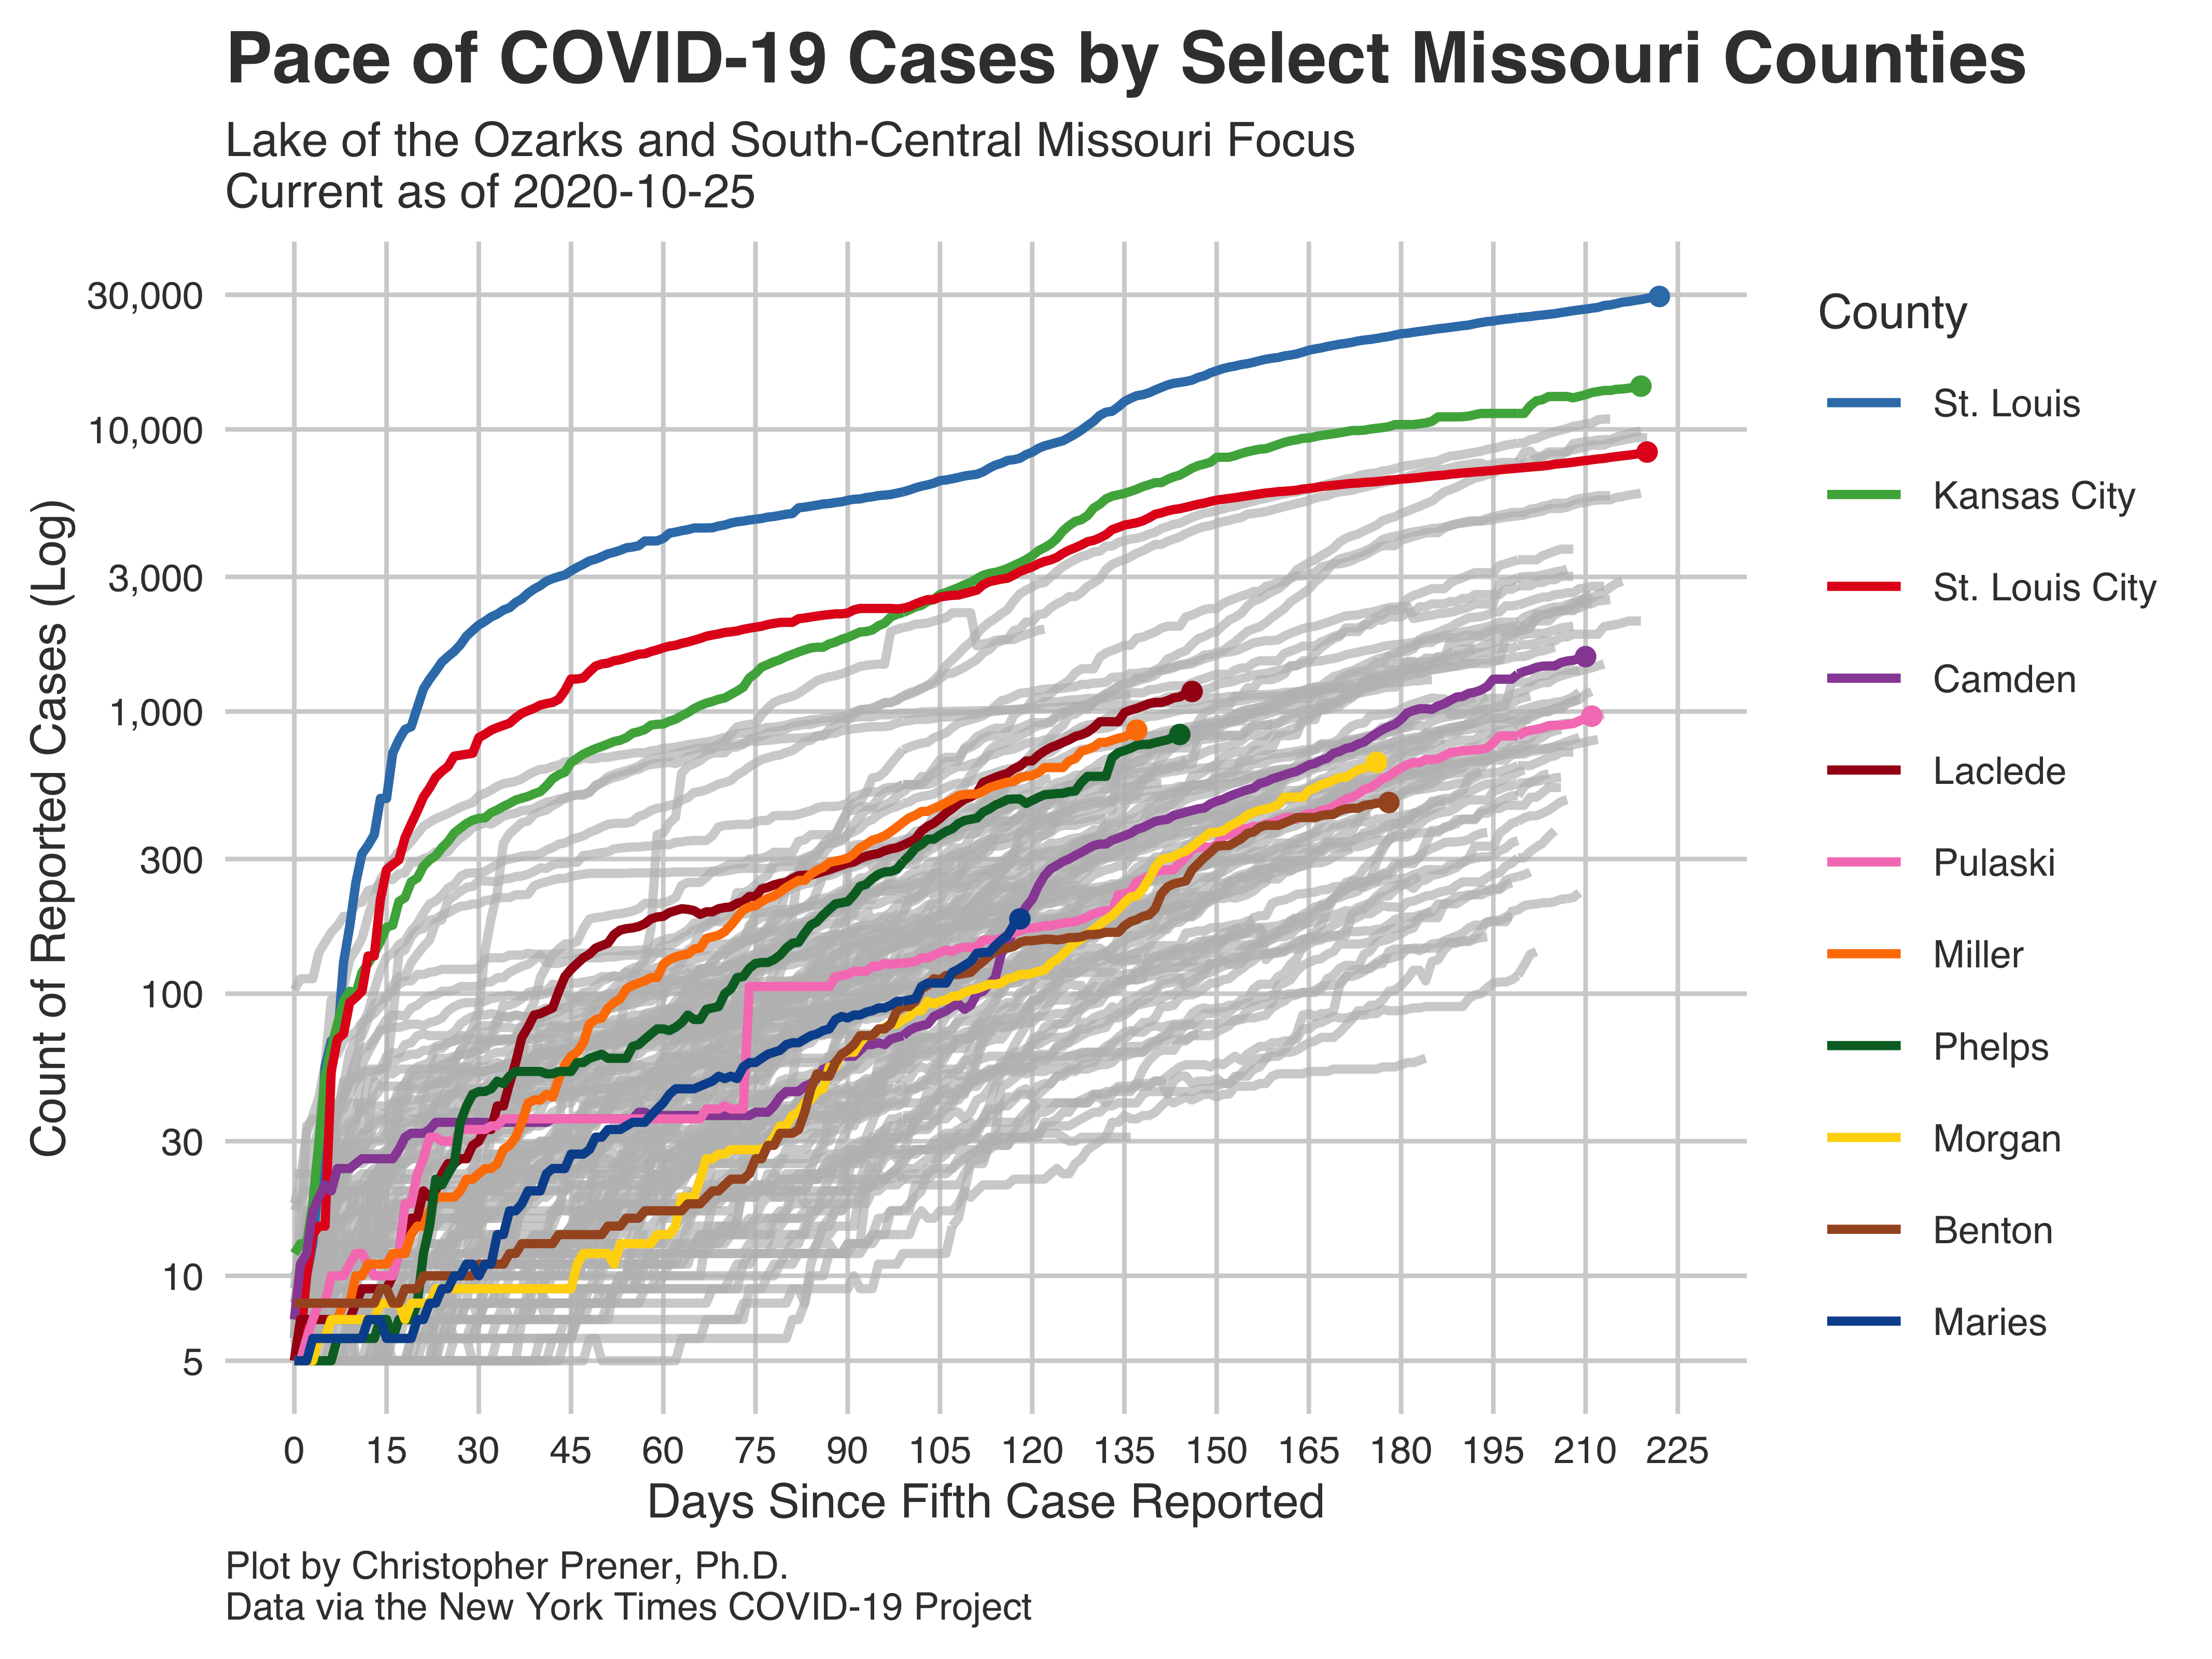 Pace of COVID-19 Cases by Select Missouri Counties
Lake of the Ozarks and South-Central Missouri Focus
Current as of 2020-10-25
Count of Reported Cases (Log)
30,000
10,000
3,000
1,000
300
100
30
10
5
0 15 30 45 60 75 90 105 120 135 150 165 180 195 210 225
Days Since Fifth Case Reported
County
St. Louis
Kansas City
St. Louis City
Camden
Laclede
Pulaski
Miller
Phelps
Morgan
Benton
Maries
Plot by Christopher Prener, Ph.D.
Data via the New York Times COVID-19 Project